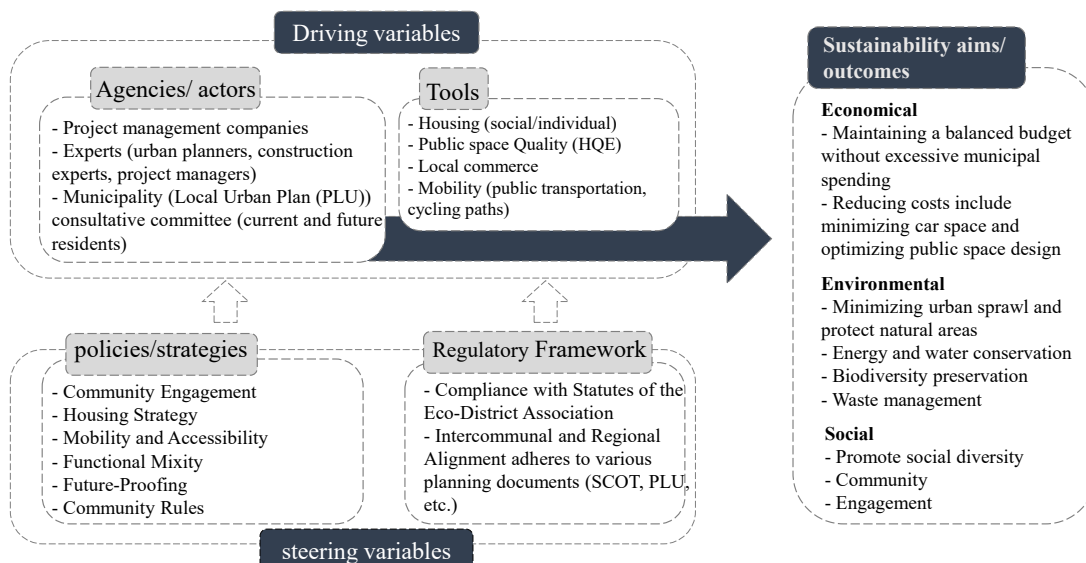 Driving variables
Agencies/ actors
- Project management companies
- Experts (urban planners, construction
experts, project managers)
- Municipality (Local Urban Plan (PLU))
consultative committee (current and future
residents)
Tools
- Housing (social/individual)
- Public space Quality (HQE)
- Local commerce
- Mobility (public transportation,
cycling paths)
policies/strategies
- Community Engagement
- Housing Strategy
- Mobility and Accessibility
- Functional Mixity
- Future-Proofing
- Community Rules
Regulatory Framework
- Compliance with Statutes of the
Eco-District Association
- Intercommunal and Regional
Alignment adheres to various
planning documents (SCOT, PLU,
etc.)
steering variables
Sustainability aims/
outcomes
Economical
- Maintaining a balanced budget
without excessive municipal
spending
- Reducing costs include
minimizing car space and
optimizing public space design
Environmental
- Minimizing urban sprawl and
protect natural areas
- Energy and water conservation
- Biodiversity preservation
- Waste management
Social
- Promote social diversity
- Community
- Engagement